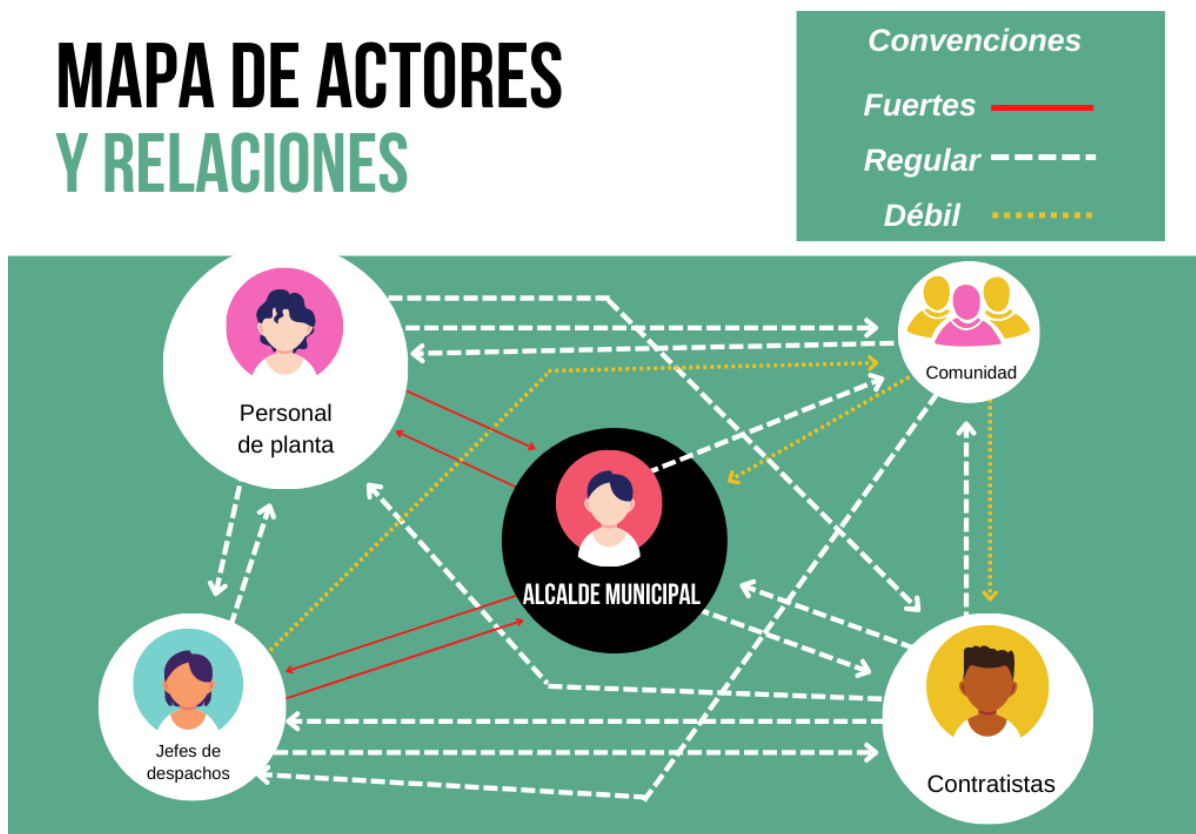 MAPA DE ACTORES
Y RELACIONES
Convenciones
Fuertes
Regular
Débil
Personal
de planta
Comunidad
ALCALDE MUNICIPAL
Jefes de
despachos
Contratistas